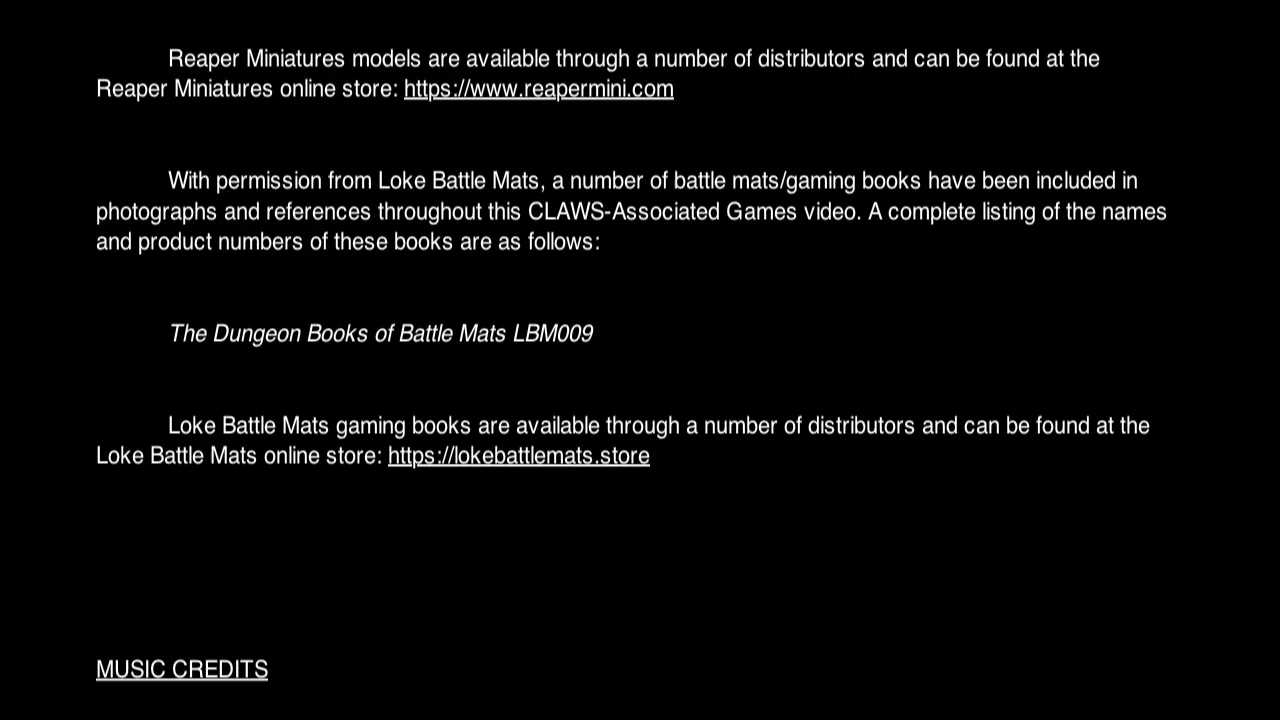 Reaper Miniatures models are available through a number of distributors and can be found at the
Reaper Miniatures online store: https://www.reapermini.com
With permission from Loke Battle Mats, a number of battle mats/gaming books have been included in
photographs and references throughout this CLAWS-Associated Games video. A complete listing of the names
and product numbers of these books are as follows:
The Dungeon Books of Battle Mats LBM009
Loke Battle Mats gaming books are available through a number of distributors and can be found at the
Loke Battle Mats online store: https://lokebattlemats.store
MUSIC CREDITS